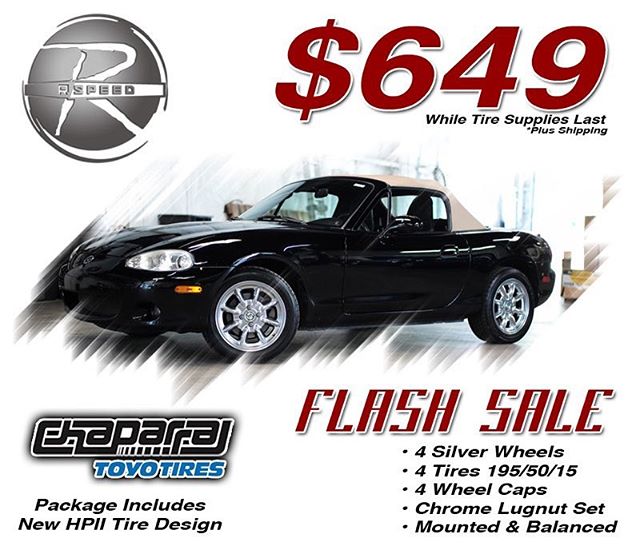 $649
While Tire Supplies Last
*Plus Shipping
R
RSPEED
FLASH SALE
Chaparral
TOYO TIRES
Package Includes
New HPII Tire Design
• 4 Silver Wheels
• 4 Tires 195/50/15
• 4 Wheel Caps
• Chrome Lugnut Set
• Mounted & Balanced